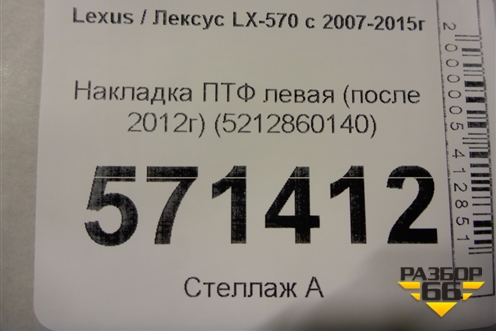 Lexus / Лексус LX-570 с 2007-2015г
Накладка ПТФ левая (после
2012г) (5212860140)
571412
Стеллаж А
2000005412851
РАЗБОР
66